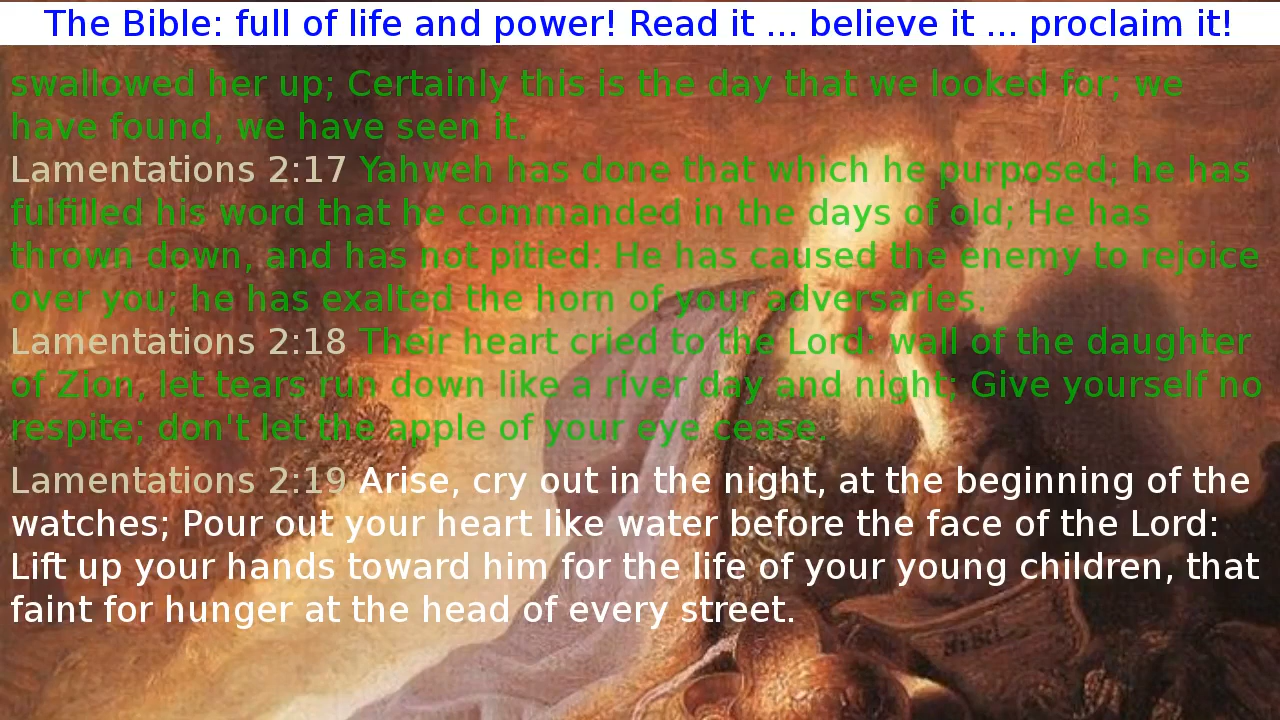 The Bible: full of life and power! Read it ... believe it ... proclaim it!
swallowed her up; Certainly this is the day that we looked for; we
have found, we have seen it.
Lamentations 2:17 Yahweh has done that which he purposed; he has
fulfilled his word that he commanded in the days of old; He has
thrown down, and has not pitied: He has caused the enemy to rejoice
over you; he has exalted the horn of your adversaries.
Lamentations 2:18 Their heart cried to the Lord: wall of the daughter
of Zion, let tears run down like a river day and night; Give yourself no
respite; don't let the apple of your eye cease.
Lamentations 2:19 Arise, cry out in the night, at the beginning of the
watches; Pour out your heart like water before the face of the Lord:
Lift up your hands toward him for the life of your young children, that
faint for hunger at the head of every street.
BiBeL